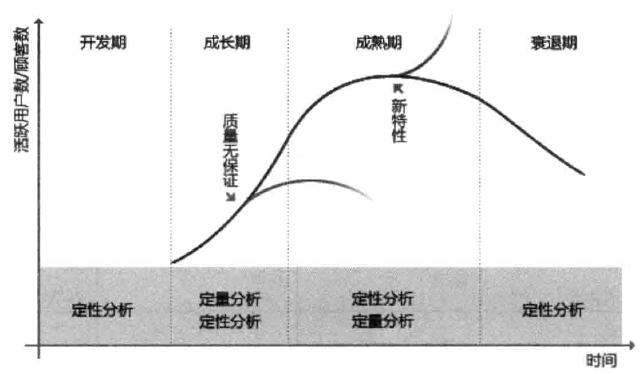 活跃用户数/顾客数
开发期
成长期
成熟期
衰退期
质量无保证
新特性
定性分析
定量分析
定性分析
定性分析
定量分析
定性分析
时间